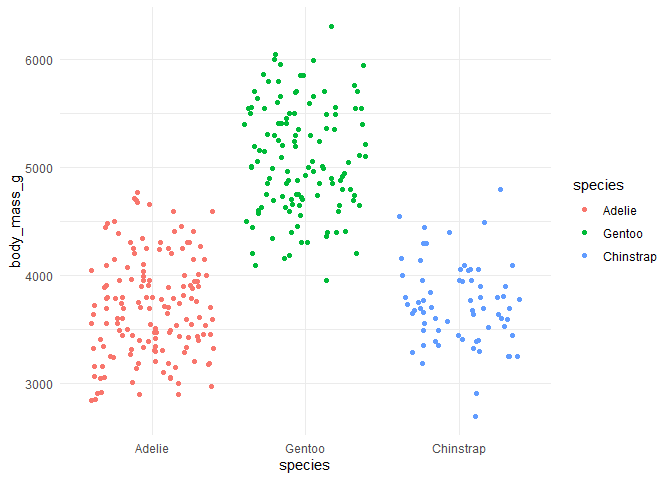 6000
5000
4000
3000
body_mass_g
Adelie
Gentoo
Chinstrap
species
species
Adelie
Gentoo
Chinstrap